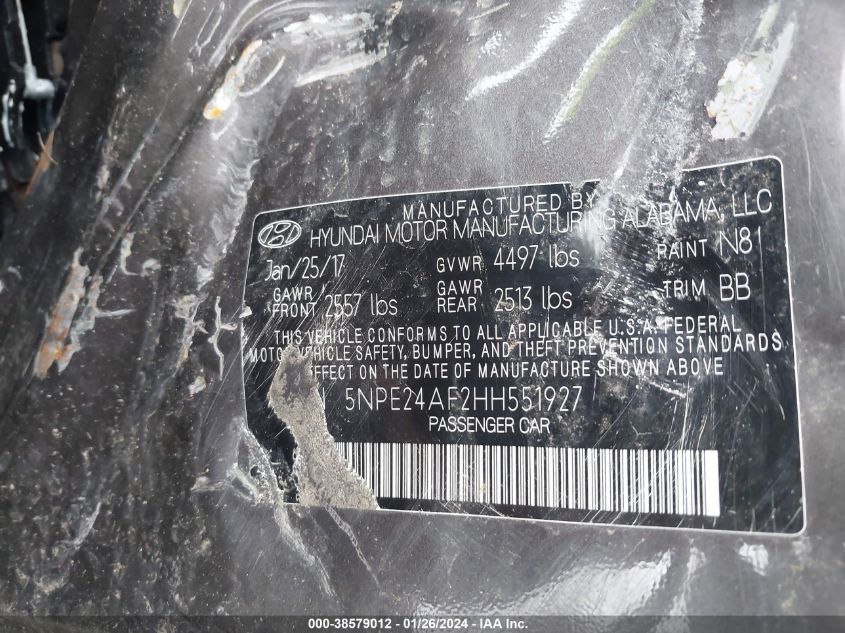 MANUFACTURED BY
HYUNDAI MOTOR MANUFACTURING ALABAMA, LLC
Jan/25/17 GVWR 4497 lbs PAINT N81
GAWR FRONT 2557 lbs GAWR REAR 2513 lbs TRIM BB
THIS VEHICLE CONFORMS TO ALL APPLICABLE U.S.A. FEDERAL
MOTOR VEHICLE SAFETY, BUMPER, AND THEFT PREVENTION STANDARDS
EFFECT ON THE DATE OF MANUFACTURE SHOWN ABOVE
5NPE24AF2HH551927
PASSENGER CAR
000-38579012 - 01/26/2024 - IAA Inc.